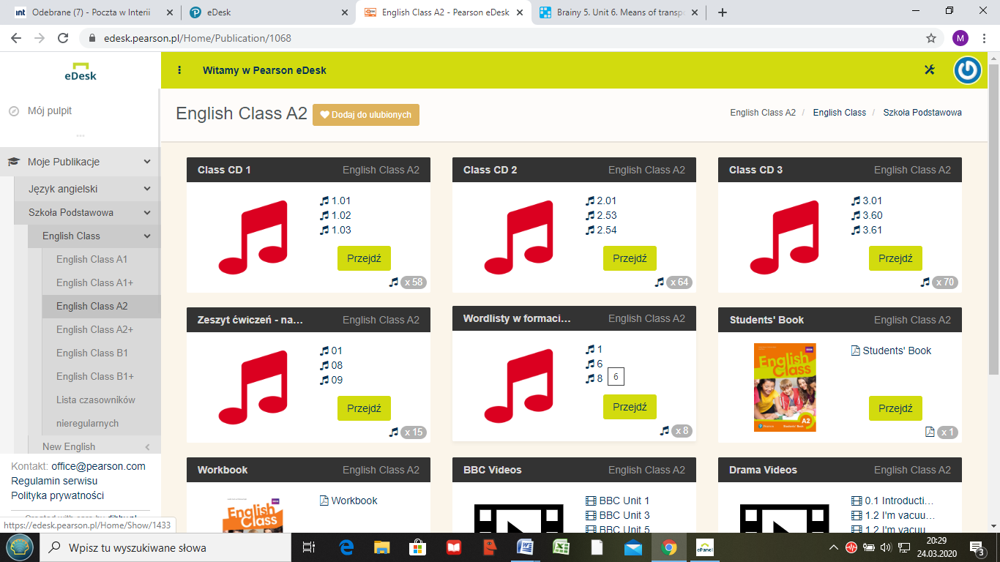 Odebrane (7) - Poczta w Interii
eDesk
English Class A2 - Pearson eDesk
Brainy 5. Unit 6. Means of transp
edesk.pearson.pl/Home/Publication/1068
M
eDesk
Witamy w Pearson eDesk
Mój pulpit
English Class A2
Dodaj do ulubionych
English Class A2 / English Class / Szkoła Podstawowa
Moje Publikacje
Język angielski
Szkoła Podstawowa
English Class
English Class A1
English Class A1+
English Class A2
English Class A2+
English Class B1
English Class B1+
Lista czasowników
nieregularnych
New English
Kontakt: office@pearson.com
Regulamin serwisu
Polityka prywatności
https://edesk.pearson.pl/Home/Show/1433
Class CD 1 English Class A2
1.01
1.02
1.03
Przejdź
x 58
Class CD 2 English Class A2
2.01
2.53
2.54
Przejdź
x 64
Class CD 3 English Class A2
3.01
3.60
3.61
Przejdź
x 70
Zeszyt ćwiczeń - na… English Class A2
01
08
09
Przejdź
x 15
Wordlisty w formaci… English Class A2
1
6
8
6
Przejdź
x 8
Students' Book English Class A2
English Class
A2
Students' Book
Przejdź
x 1
Workbook English Class A2
English Class
Workbook
BBC Videos English Class A2
BBC Unit 1
BBC Unit 3
BBC Unit 5
Drama Videos English Class A2
0.1 Introducti…
1.2 I'm vacuu…
1.2 I'm vacuu
Wpisz tu wyszukiwane słowa
ePanel
20:29
24.03.2020
3